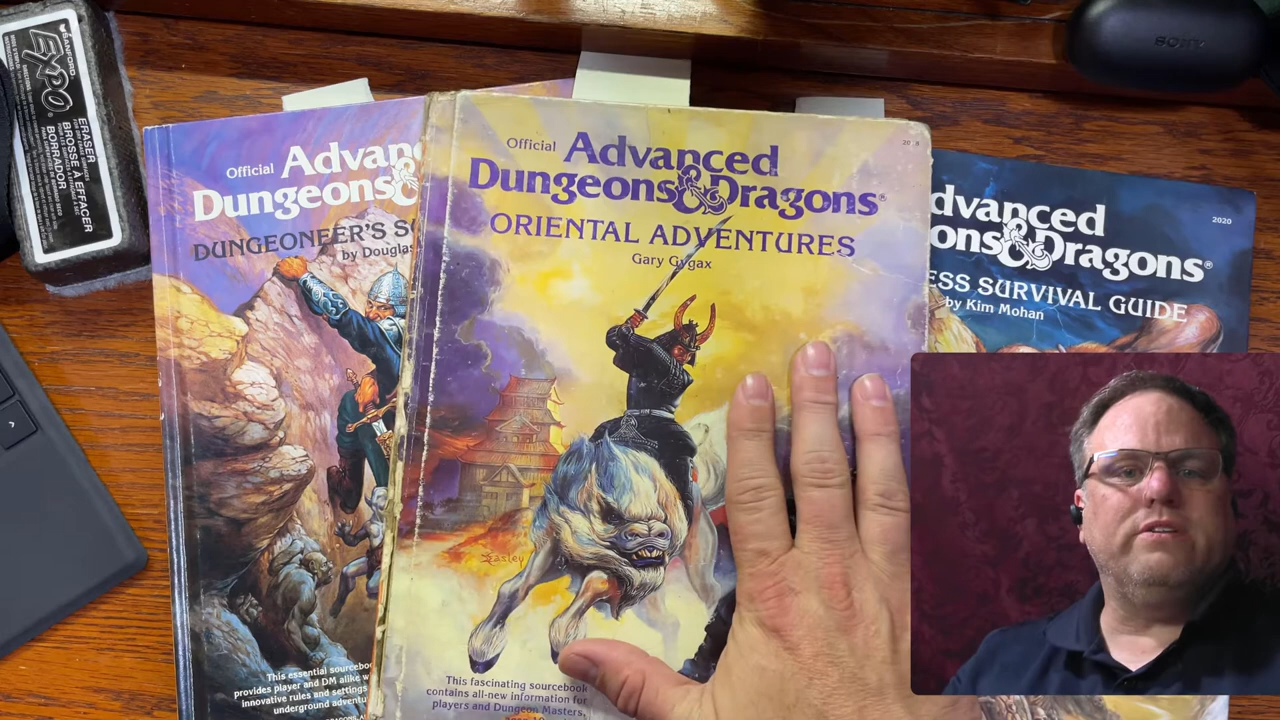 SANFORD
EXPO
ERASER
BROSSE À EFFACER
BORRADOR
SONY
Official Advan
Dungeons&
DUNGEONEER'S S
by Douglas
This essential sourceboo
provides player and DM alike w
innovative rules and settings
underground adventu
Official Advanced
Dungeons&Dragons®
ORIENTAL ADVENTURES
Gary Gygax
Easley
This fascinating sourcebook
contains all-new information for
players and Dungeon Masters,
dvanced
ons&Dragons®
2020
ESS SURVIVAL GUIDE
by Kim Mohan